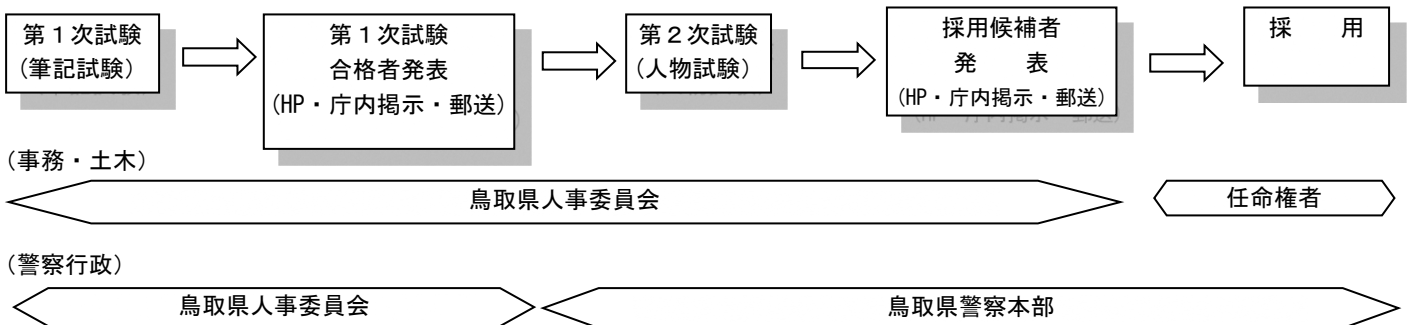 第１次試験
(筆記試験)
第１次試験
合格者発表
(HP・庁内掲示・郵送)
第２次試験
(人物試験)
採用候補者
発　　表
(HP・庁内掲示・郵送)
採　　用
(事務・土木)
鳥取県人事委員会
任命権者
(警察行政)
鳥取県人事委員会
鳥取県警察本部